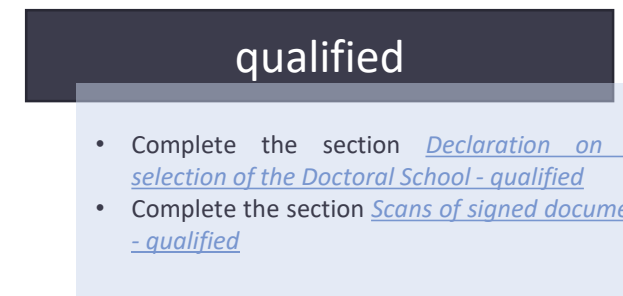 qualified
• Complete the section Declaration on
selection of the Doctoral School - qualified
• Complete the section Scans of signed
- qualified